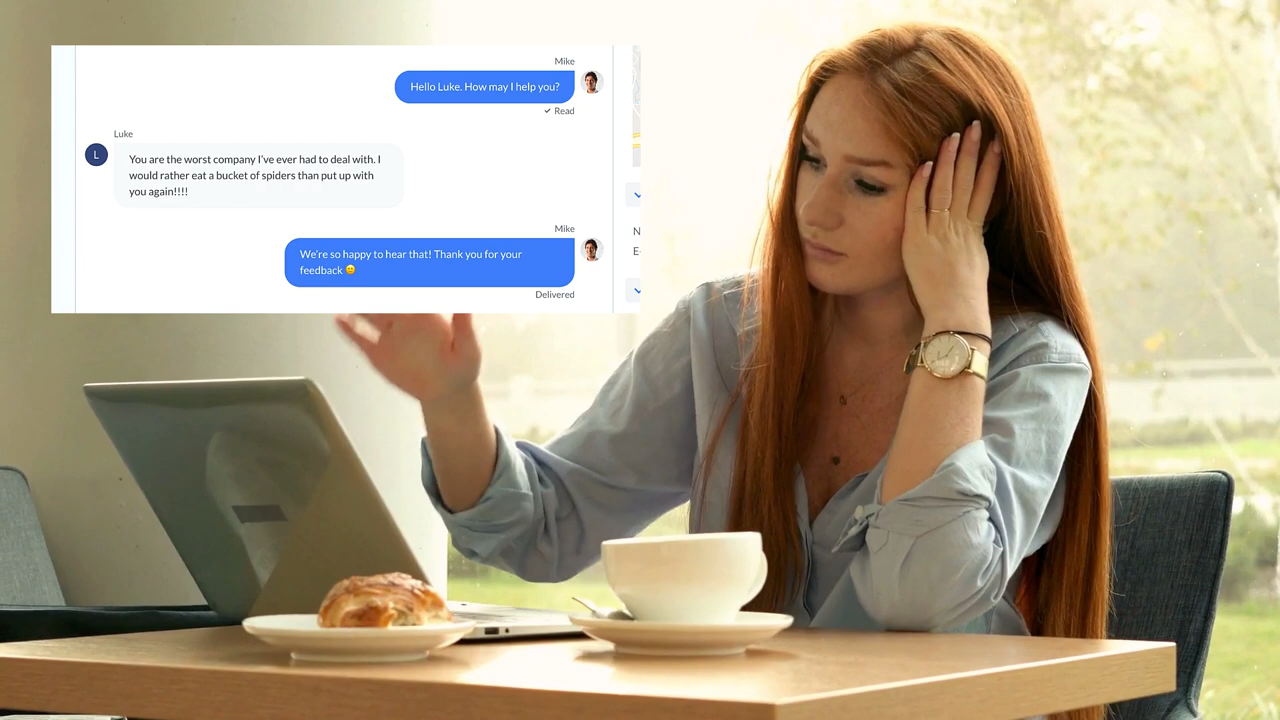 Mike
Hello Luke. How may I help you?
✓ Read
Luke
L
You are the worst company I've ever had to deal with. I
would rather eat a bucket of spiders than put up with
you again!!!!
Mike
We're so happy to hear that! Thank you for your
feedback 😊
Delivered
N
E-